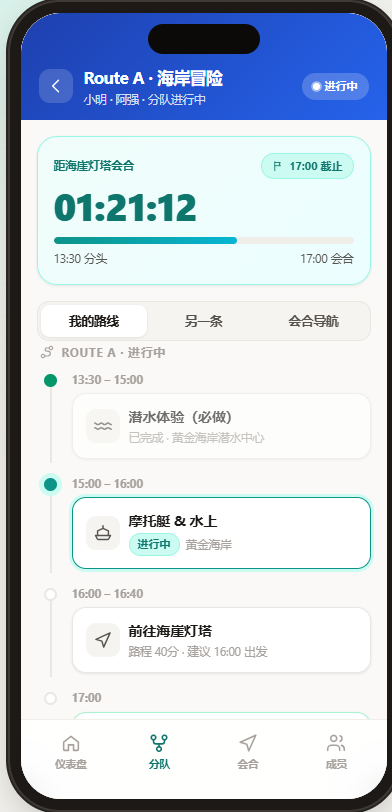 Route A · 海岸冒险
小明 · 阿强 · 分队进行中
进行中
距海崖灯塔会合
17:00 截止
01:21:12
13:30 分头
17:00 会合
我的路线
另一条
会合导航
ROUTE A · 进行中
13:30 – 15:00
潜水体验（必做）
已完成 · 黄金海岸潜水中心
15:00 – 16:00
摩托艇 & 水上
进行中 黄金海岸
16:00 – 16:40
前往海崖灯塔
路程 40分 · 建议 16:00 出发
17:00
仪表盘
分队
会合
成员